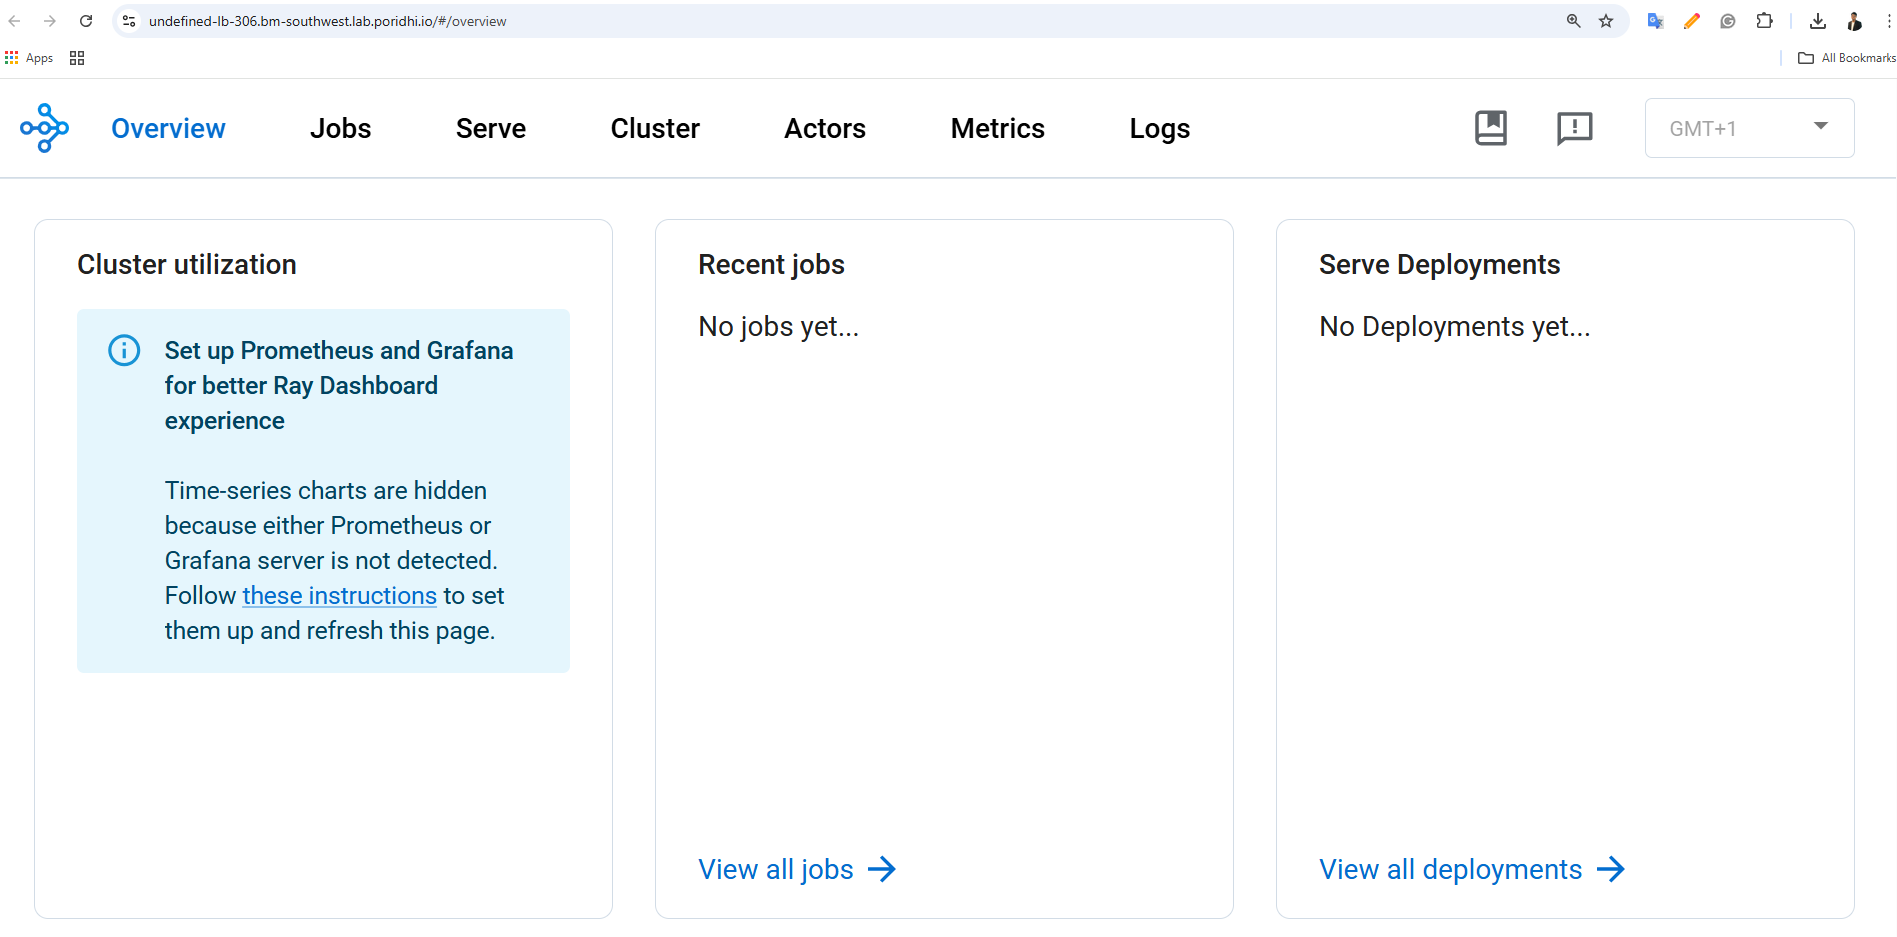 undefined-lb-306.bm-southwest.lab.poridhi.io/#/overview
Apps
All Bookmarks
Overview
Jobs
Serve
Cluster
Actors
Metrics
Logs
GMT+1
Cluster utilization
Set up Prometheus and Grafana
for better Ray Dashboard
experience
Time-series charts are hidden
because either Prometheus or
Grafana server is not detected.
Follow these instructions to set
them up and refresh this page.
Recent jobs
No jobs yet...
View all jobs
Serve Deployments
No Deployments yet...
View all deployments